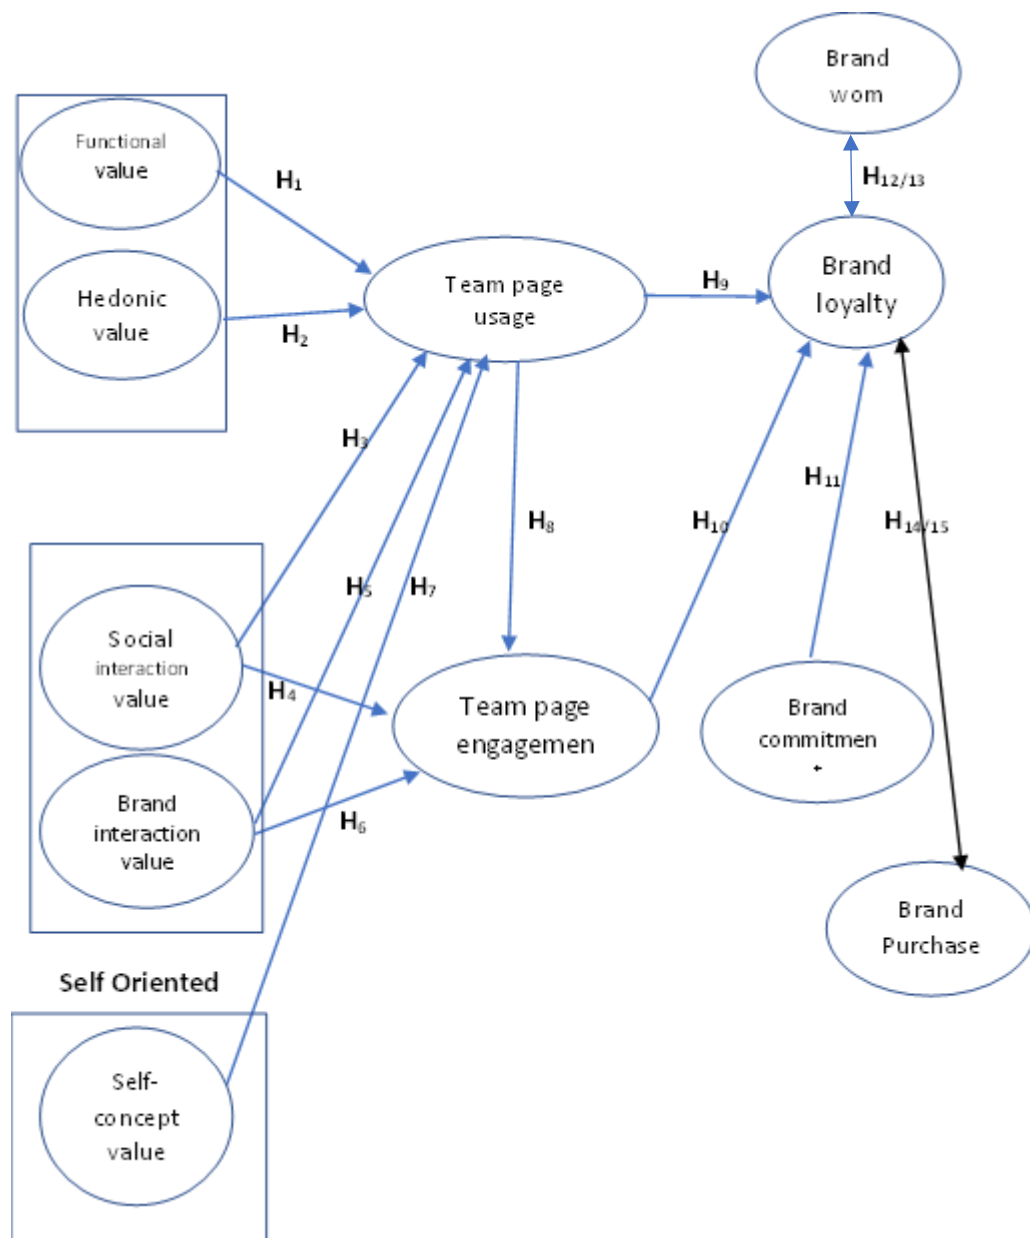 Brand
wom
Functional
value
H1
H12/13
Hedonic
value
H2
Team page
usage
H9
Brand
loyalty
H3
H11
H10
H14/15
H8
H5
H7
Social
interaction
value
H4
Team page
engagemen
Brand
commitmen
Brand
interaction
value
H6
Brand
Purchase
Self Oriented
Self-
concept
value